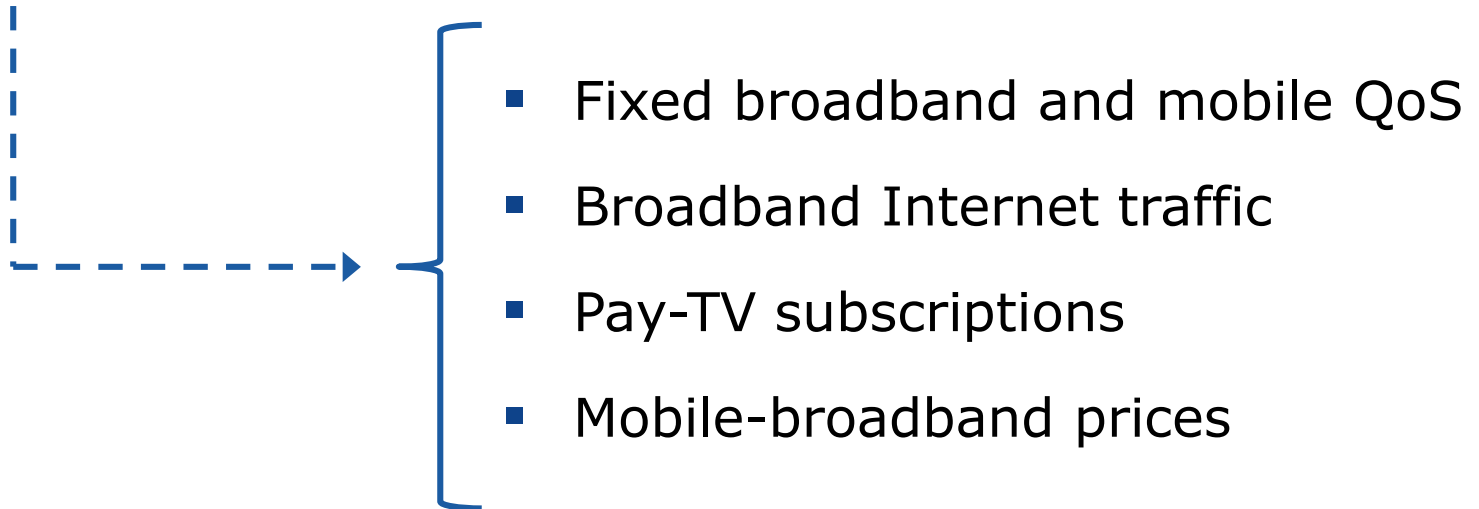 ▪ Fixed broadband and mobile QoS
▪ Broadband Internet traffic
▪ Pay-TV subscriptions
▪ Mobile-broadband prices